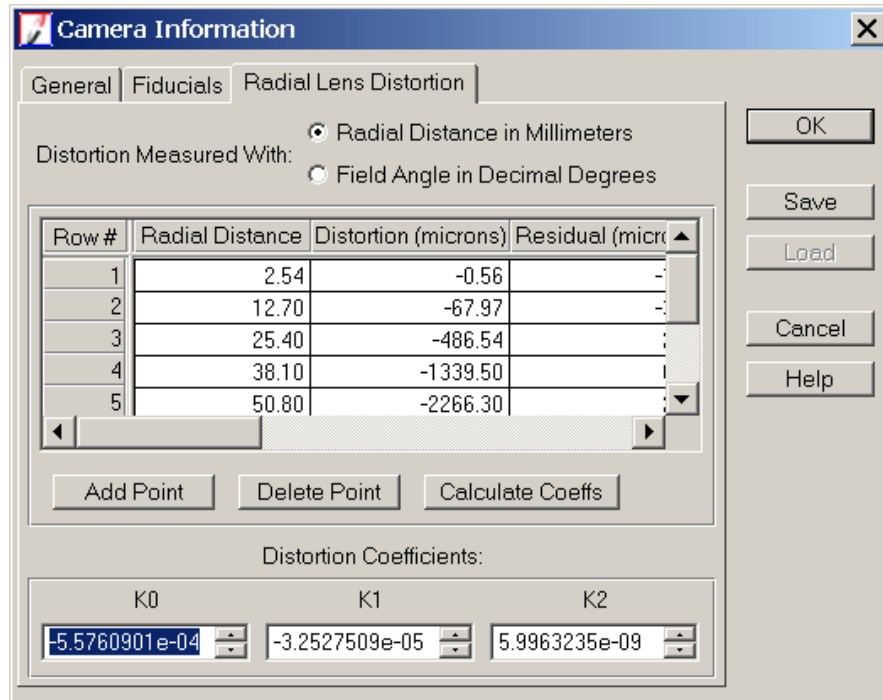 Camera Information
General Fiducials Radial Lens Distortion
Distortion Measured With:
Radial Distance in Millimeters
Field Angle in Decimal Degrees
Row # Radial Distance Distortion (microns) Residual
1 2.54 -0.56
2 12.70 -67.97
3 25.40 -486.54
4 38.10 -1339.50
5 50.80 -2266.30
Add Point Delete Point Calculate Coeffs
Distortion Coefficients:
K0 K1 K2
-5.5760901e-04 -3.2527509e-05 5.9963235e-09
OK
Save
Load
Cancel
Help